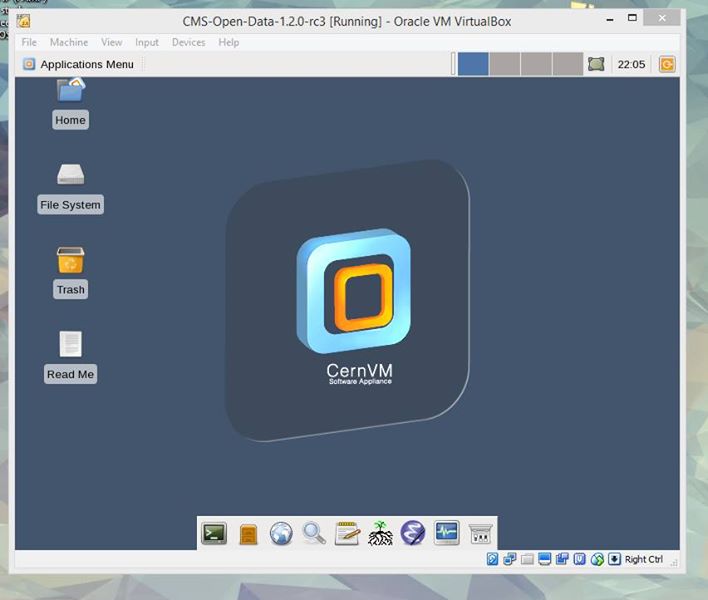 CMS-Open-Data-1.2.0-rc3 [Running] - Oracle VM VirtualBox
File Machine View Input Devices Help
Applications Menu 22:05
Home
File System
Trash
Read Me
CernVM
Software Appliance
Right Ctrl